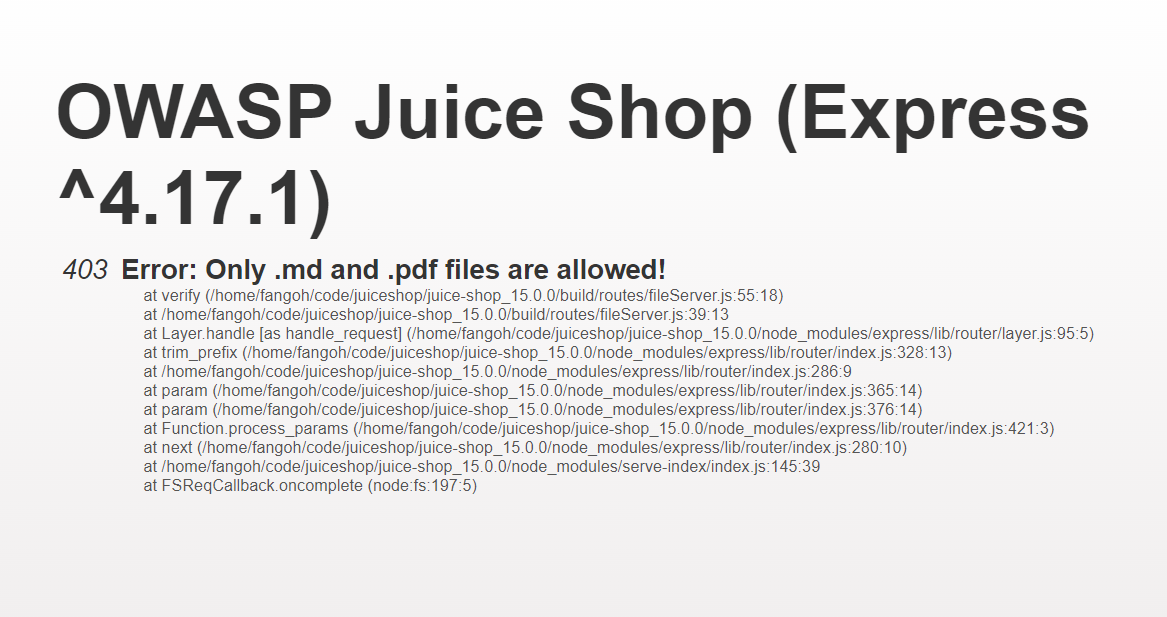 OWASP Juice Shop (Express
^4.17.1)
403 Error: Only .md and .pdf files are allowed!
at verify (/home/fangoh/code/juiceshop/juice-shop_15.0.0/build/routes/fileServer.js:55:18)
at /home/fangoh/code/juiceshop/juice-shop_15.0.0/build/routes/fileServer.js:39:13
at Layer.handle [as handle_request] (/home/fangoh/code/juiceshop/juice-shop_15.0.0/node_modules/express/lib/router/layer.js:95:5)
at trim_prefix (/home/fangoh/code/juiceshop/juice-shop_15.0.0/node_modules/express/lib/router/index.js:328:13)
at /home/fangoh/code/juiceshop/juice-shop_15.0.0/node_modules/express/lib/router/index.js:286:9
at param (/home/fangoh/code/juiceshop/juice-shop_15.0.0/node_modules/express/lib/router/index.js:365:14)
at param (/home/fangoh/code/juiceshop/juice-shop_15.0.0/node_modules/express/lib/router/index.js:376:14)
at Function.process_params (/home/fangoh/code/juiceshop/juice-shop_15.0.0/node_modules/express/lib/router/index.js:421:3)
at next (/home/fangoh/code/juiceshop/juice-shop_15.0.0/node_modules/express/lib/router/index.js:280:10)
at /home/fangoh/code/juiceshop/juice-shop_15.0.0/node_modules/serve-index/index.js:145:39
at FSReqCallback.oncomplete (node:fs:197:5)